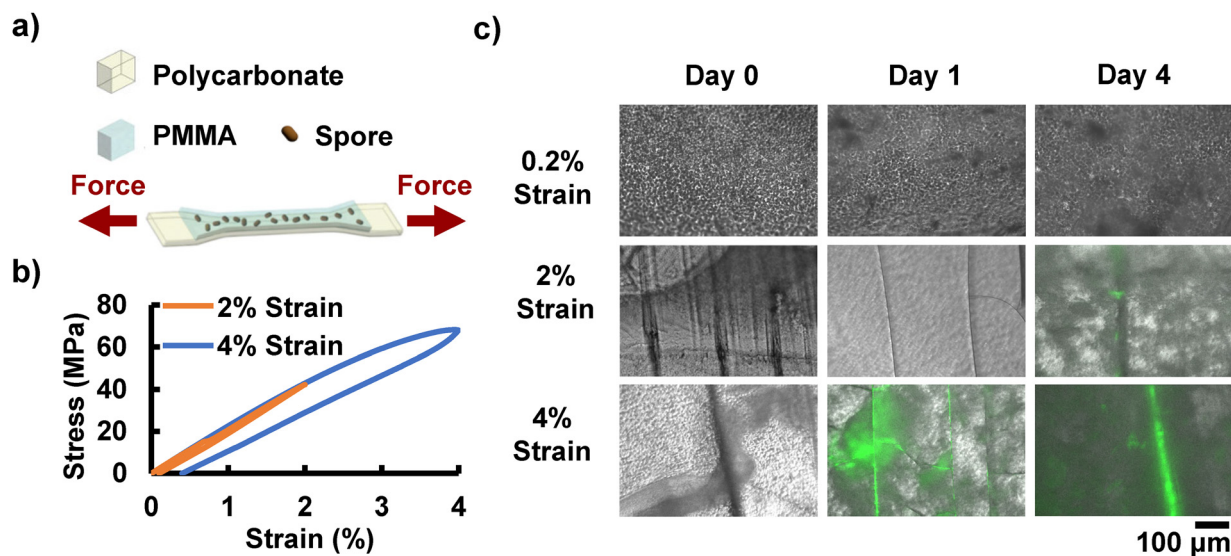 a)
Polycarbonate
PMMA
Spore
Force
Force
b)
80
60
40
20
0
Stress (MPa)
2% Strain
4% Strain
0
1
2
3
4
Strain (%)
c)
Day 0
Day 1
Day 4
0.2%
Strain
2%
Strain
4%
Strain
100 µm